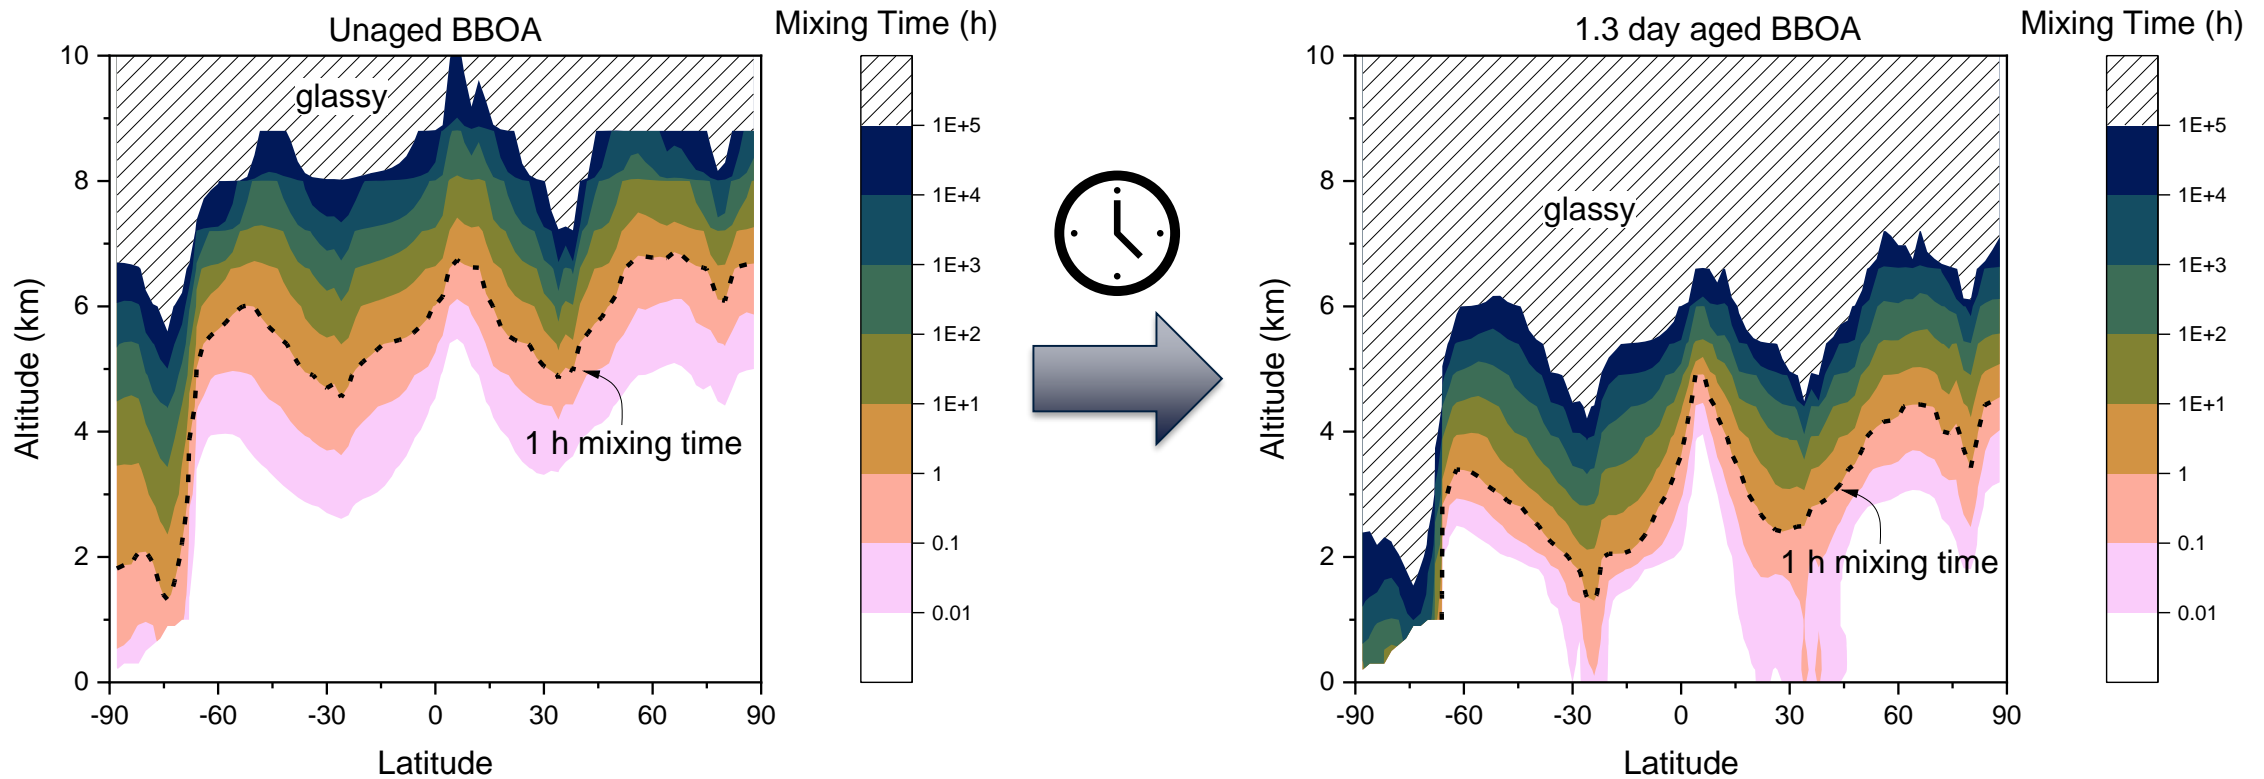 Unaged BBOA
Mixing Time (h)
10
8
6
4
2
0
Altitude (km)
glassy
1 h mixing time
-90
-60
-30
0
30
60
90
Latitude
1E+5
1E+4
1E+3
1E+2
1E+1
1
0.1
0.01
1.3 day aged BBOA
Mixing Time (h)
10
8
6
4
2
0
Altitude (km)
glassy
1 h mixing time
-90
-60
-30
0
30
60
90
Latitude
1E+5
1E+4
1E+3
1E+2
1E+1
1
0.1
0.01